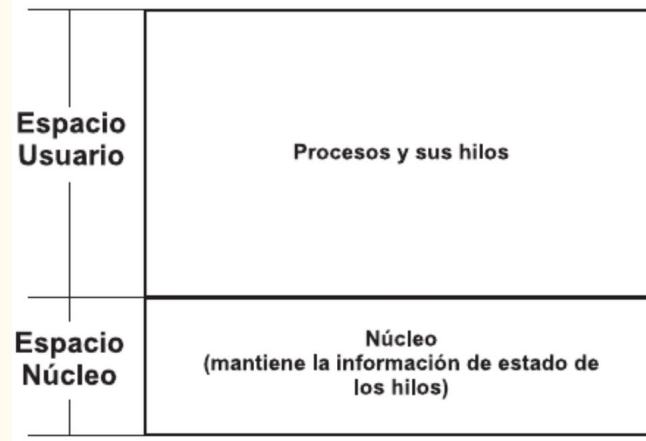 Espacio
Usuario
Procesos y sus hilos
Espacio
Núcleo
Núcleo
(mantiene la información de estado de
los hilos)